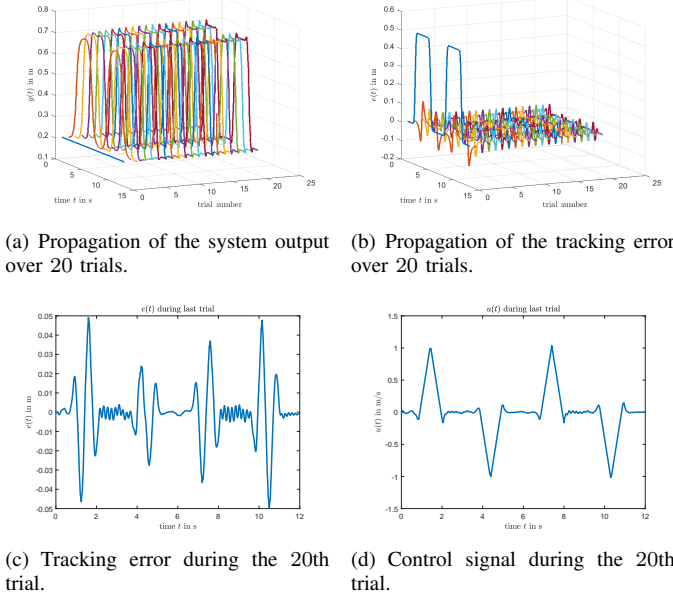 0.8
0.7
0.6
0.5
0.4
0.3
0.2
0.1
y(t) in m
0
5
10
15
time t in s
0
5
10
15
20
25
trial number
0.6
0.5
0.4
0.3
0.2
0.1
0
-0.1
-0.2
e(t) in m
0
5
10
15
time t in s
0
5
10
15
20
25
trial number
(a) Propagation of the system output
over 20 trials.
(b) Propagation of the tracking error
over 20 trials.
e(t) during last trial
0.05
0.04
0.03
0.02
0.01
0
-0.01
-0.02
-0.03
-0.04
-0.05
e(t) in m
0 2 4 6 8 10 12
time t in s
u(t) during last trial
1.5
1
0.5
0
-0.5
-1
-1.5
u(t) in m/s
0 2 4 6 8 10 12
time t in s
(c) Tracking error during the 20th
trial.
(d) Control signal during the 20th
trial.